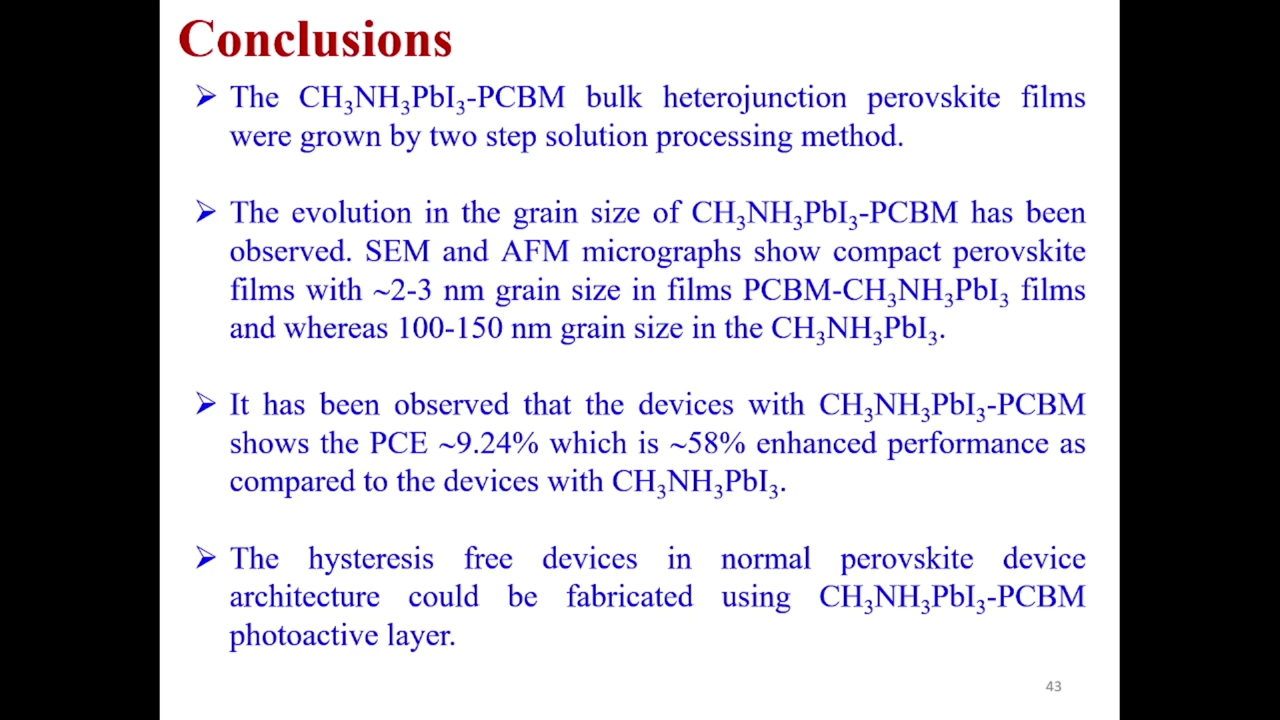 Conclusions
➢ The CH₃NH₃PbI₃-PCBM bulk heterojunction perovskite films
were grown by two step solution processing method.
➢ The evolution in the grain size of CH₃NH₃PbI₃-PCBM has been
observed. SEM and AFM micrographs show compact perovskite
films with ~2-3 nm grain size in films PCBM-CH₃NH₃PbI₃ films
and whereas 100-150 nm grain size in the CH₃NH₃PbI₃.
➢ It has been observed that the devices with CH₃NH₃PbI₃-PCBM
shows the PCE ~9.24% which is ~58% enhanced performance as
compared to the devices with CH₃NH₃PbI₃.
➢ The hysteresis free devices in normal perovskite device
architecture could be fabricated using CH₃NH₃PbI₃-PCBM
photoactive layer.
43